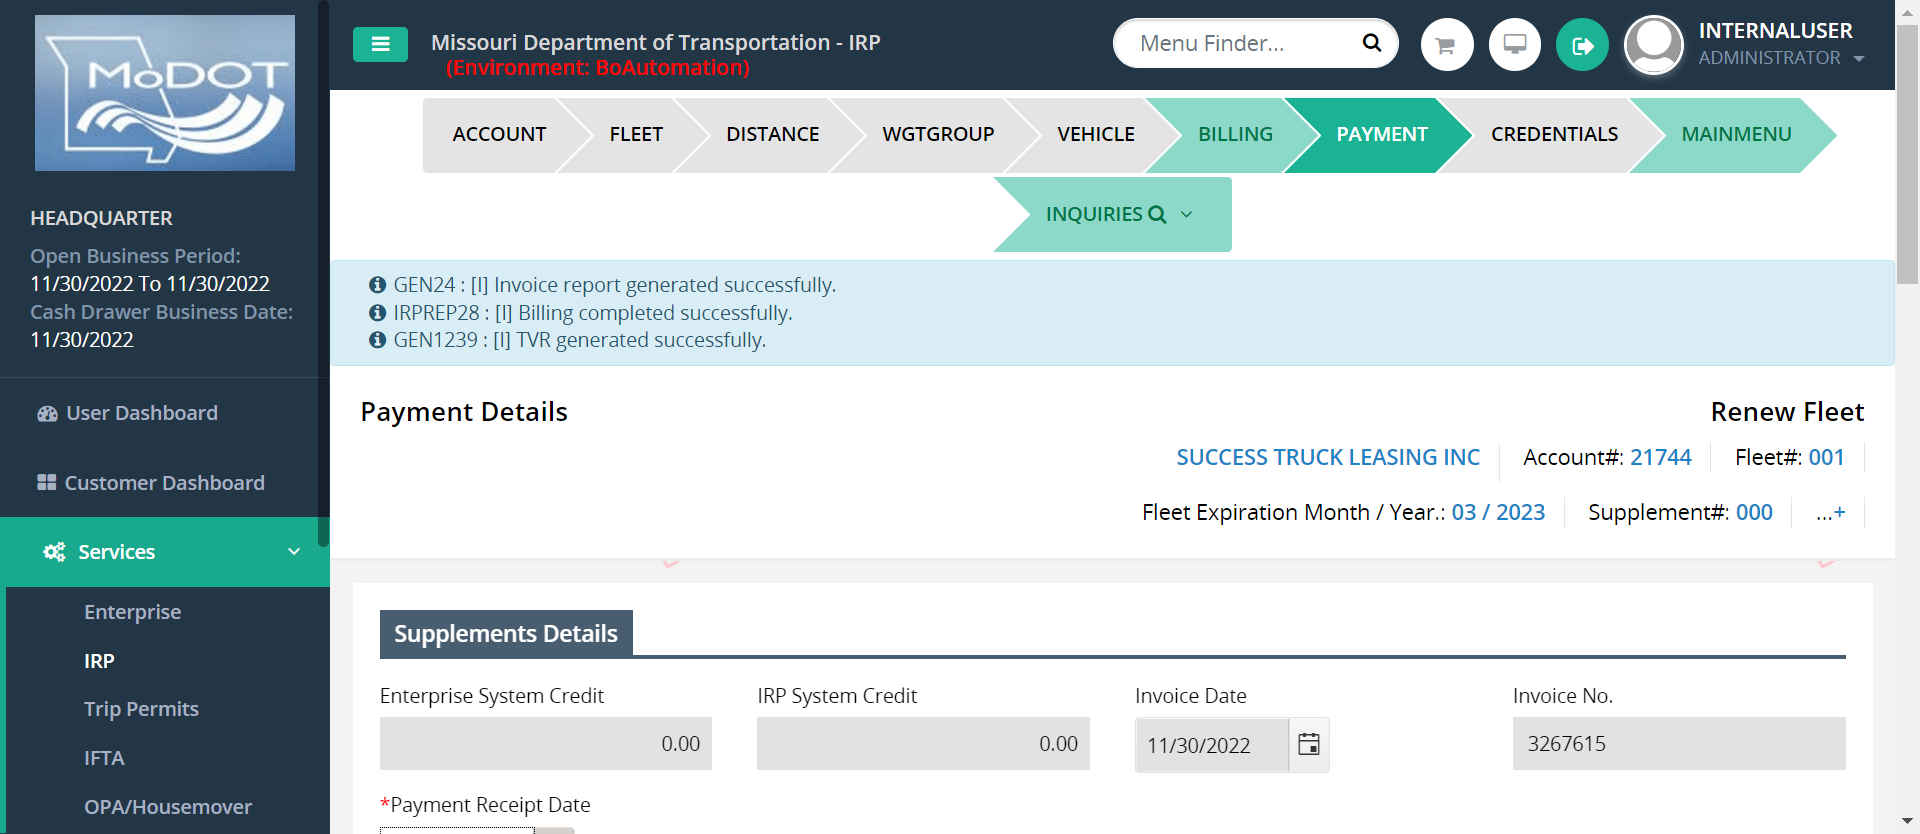 MoDOT
Missouri Department of Transportation - IRP
(Environment: BoAutomation)
Menu Finder...
INTERNALUSER
ADMINISTRATOR
HEADQUARTER
Open Business Period:
11/30/2022 To 11/30/2022
Cash Drawer Business Date:
11/30/2022
User Dashboard
Customer Dashboard
Services
Enterprise
IRP
Trip Permits
IFTA
OPA/Housemover
ACCOUNT FLEET DISTANCE WGTGROUP VEHICLE BILLING PAYMENT CREDENTIALS MAINMENU
INQUIRIES
GEN24 : [I] Invoice report generated successfully.
IRPREP28 : [I] Billing completed successfully.
GEN1239 : [I] TVR generated successfully.
Payment Details Renew Fleet
SUCCESS TRUCK LEASING INC Account#: 21744 Fleet#: 001
Fleet Expiration Month / Year.: 03 / 2023 Supplement#: 000 ...+
Supplements Details
Enterprise System Credit IRP System Credit Invoice Date Invoice No.
0.00 0.00 11/30/2022 3267615
*Payment Receipt Date